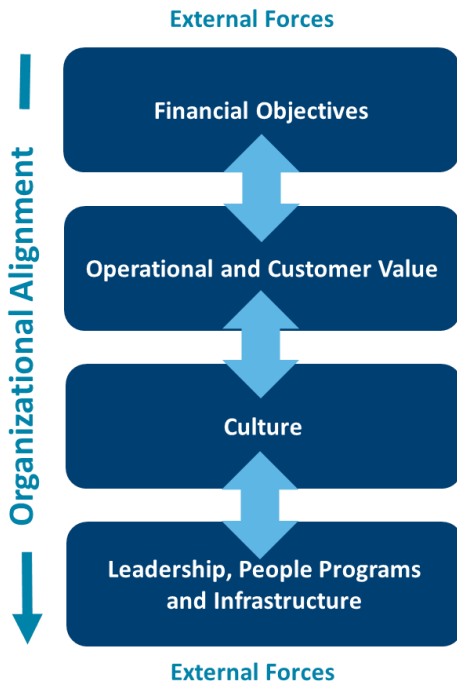 External Forces
Organizational Alignment
Financial Objectives
Operational and Customer Value
Culture
Leadership, People Programs
and Infrastructure
External Forces